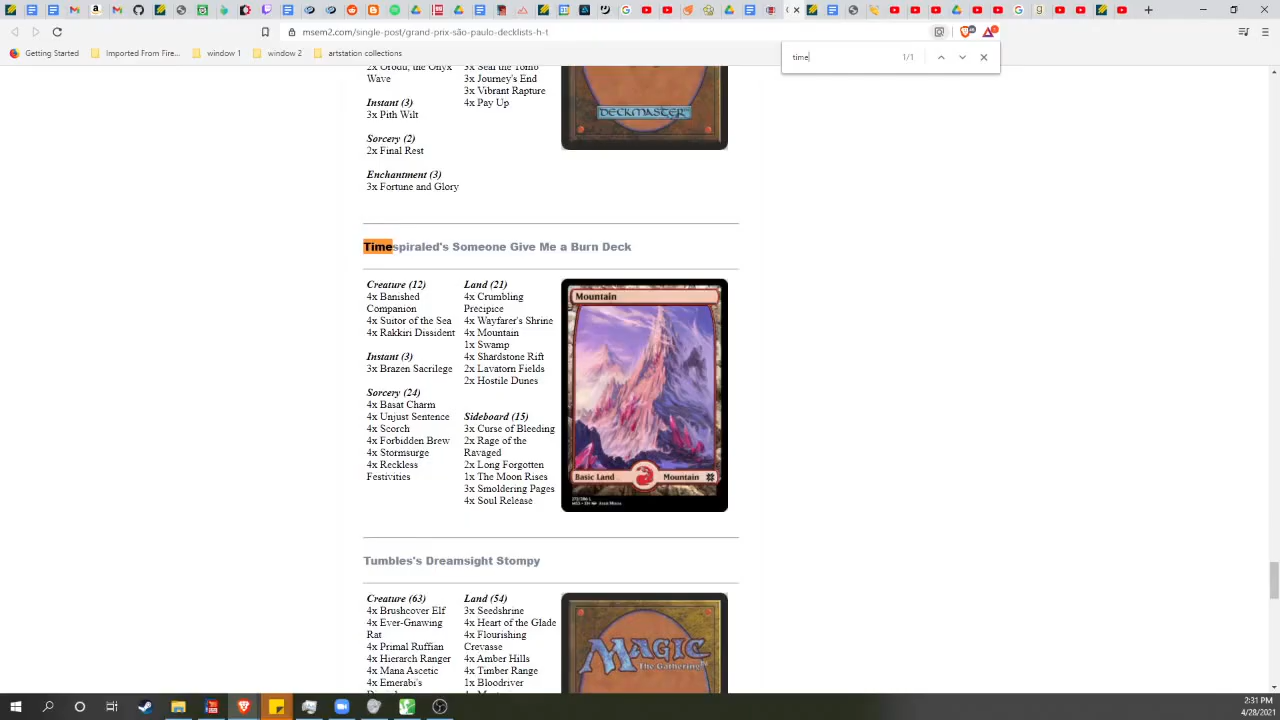 msem2.com/single-post/grand-prix-são-paulo-decklists-h-t
Getting Started
Imported From Fire...
window 1
window 2
artstation collections
time
1/1
2x Orodu, the Onyx
Wave
Instant (3)
3x Pith Wilt
Sorcery (2)
2x Final Rest
Enchantment (3)
3x Fortune and Glory
3x Seal the Tomb
3x Journey's End
3x Vibrant Rapture
4x Pay Up
DECKMASTER
Timespiraled's Someone Give Me a Burn Deck
Creature (12)
4x Banished
Companion
4x Suitor of the Sea
4x Rakkiri Dissident
Instant (3)
3x Brazen Sacrilege
Sorcery (24)
4x Basat Charm
4x Unjust Sentence
4x Scorch
4x Forbidden Brew
4x Stormsurge
4x Reckless
Festivities
Land (21)
4x Crumbling
Precipice
4x Wayfarer's Shrine
4x Mountain
1x Swamp
4x Shardstone Rift
2x Lavatorn Fields
2x Hostile Dunes
Sideboard (15)
3x Curse of Bleeding
2x Rage of the
Ravaged
2x Long Forgotten
1x The Moon Rises
3x Smoldering Pages
4x Soul Release
Mountain
Basic Land
Mountain
Tumbles's Dreamsight Stompy
Creature (63)
4x Brushcover Elf
4x Ever-Gnawing
Rat
4x Primal Ruffian
4x Hierarch Ranger
4x Mana Ascetic
4x Emerabi's
Land (54)
3x Seedshrine
4x Heart of the Glade
4x Flourishing
Crevasse
4x Amber Hills
4x Timber Range
1x Bloodriver
MAGIC
The Gathering
2:31 PM
4/28/2021